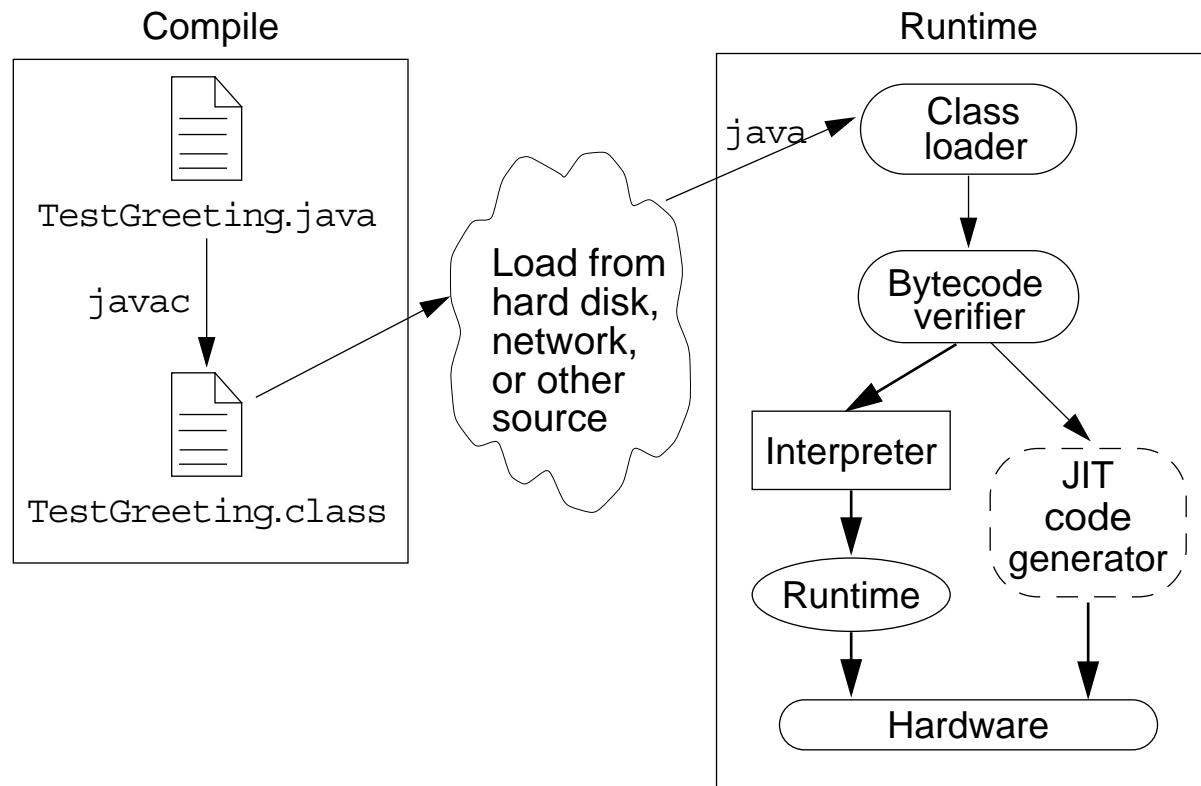 Compile
TestGreeting.java
javac
TestGreeting.class
Load from
hard disk,
network,
or other
source
Runtime
java
Class
loader
Bytecode
verifier
Interpreter
JIT
code
generator
Runtime
Hardware